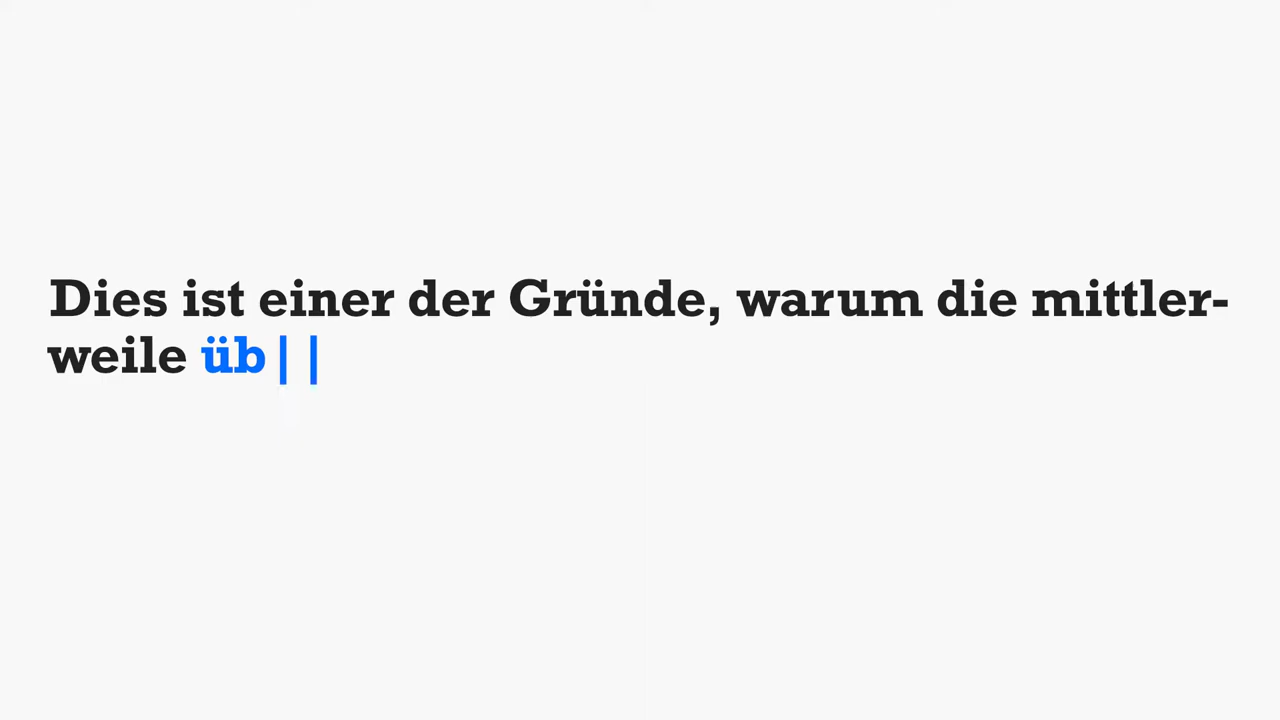 Dies ist einer der Gründe, warum die mittler-
weile üb||